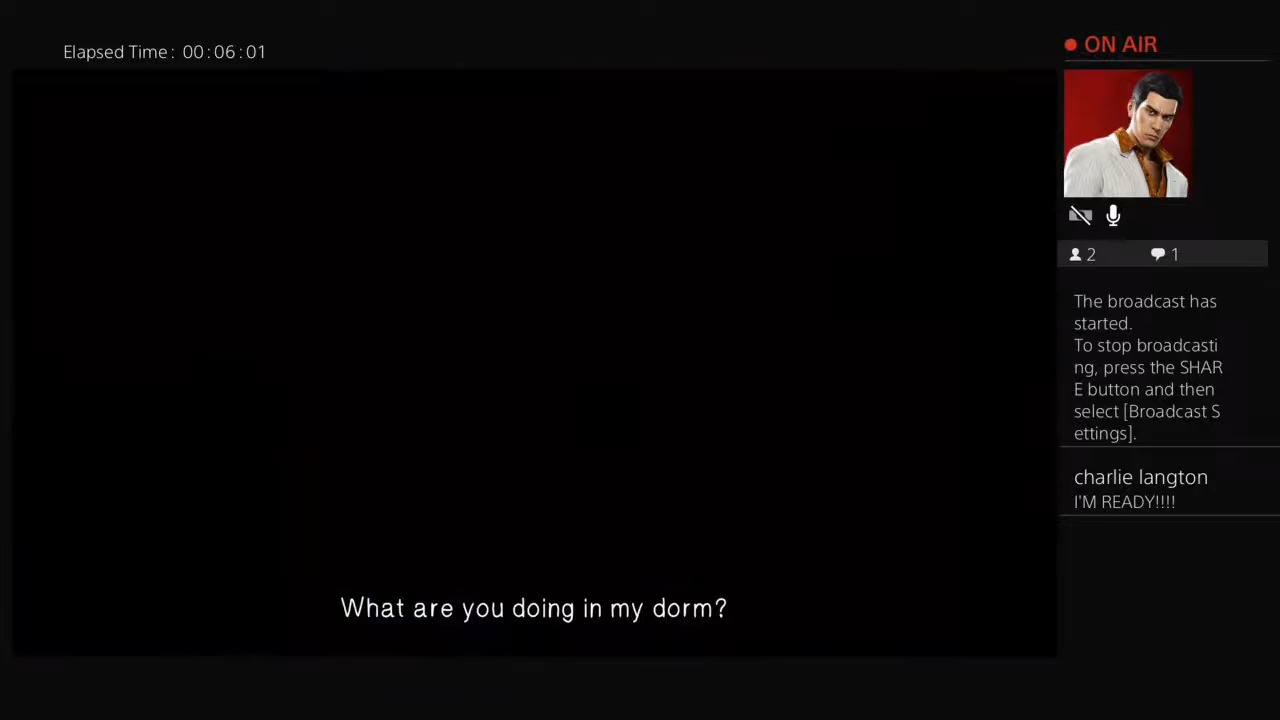 Elapsed Time: 00:06:01
ON AIR
2 1
The broadcast has
started.
To stop broadcasti
ng, press the SHAR
E button and then
select [Broadcast S
ettings].
charlie langton
I'M READY!!!!
What are you doing in my dorm?